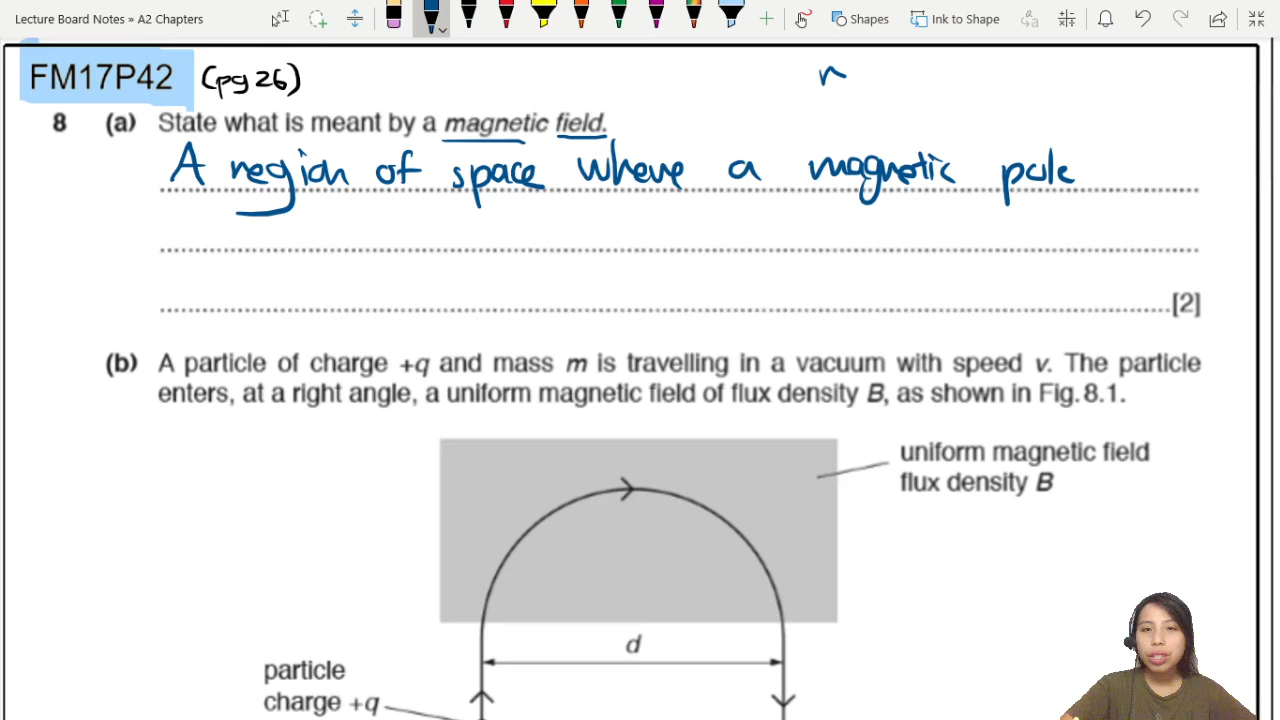 Lecture Board Notes » A2 Chapters
Shapes
Ink to Shape
FM17P42 (pg 26)
8 (a) State what is meant by a magnetic field.
A region of space where a magnetic pole
[2]
(b) A particle of charge +q and mass m is travelling in a vacuum with speed v. The particle
enters, at a right angle, a uniform magnetic field of flux density B, as shown in Fig. 8.1.
uniform magnetic field
flux density B
d
particle
charge +q